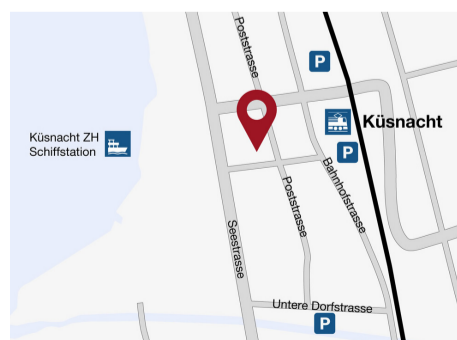 Poststrasse
P
Küsnacht
P
Küsnacht ZH
Schiffstation
Bahnhofstrasse
Poststrasse
Seestrasse
Untere Dorfstrasse
P